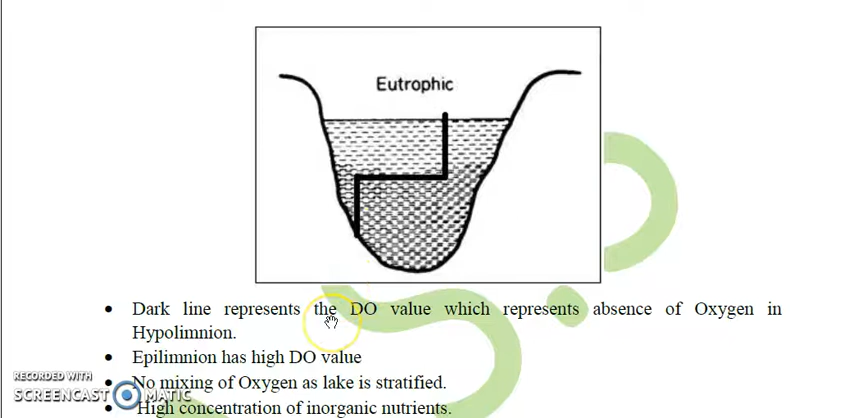 Eutrophic
• Dark line represents the DO value which represents absence of Oxygen in
Hypolimnion.
• Epilimnion has high DO value
• No mixing of Oxygen as lake is stratified.
• High concentration of inorganic nutrients.
RECORDED WITH
SCREENCAST MATIC